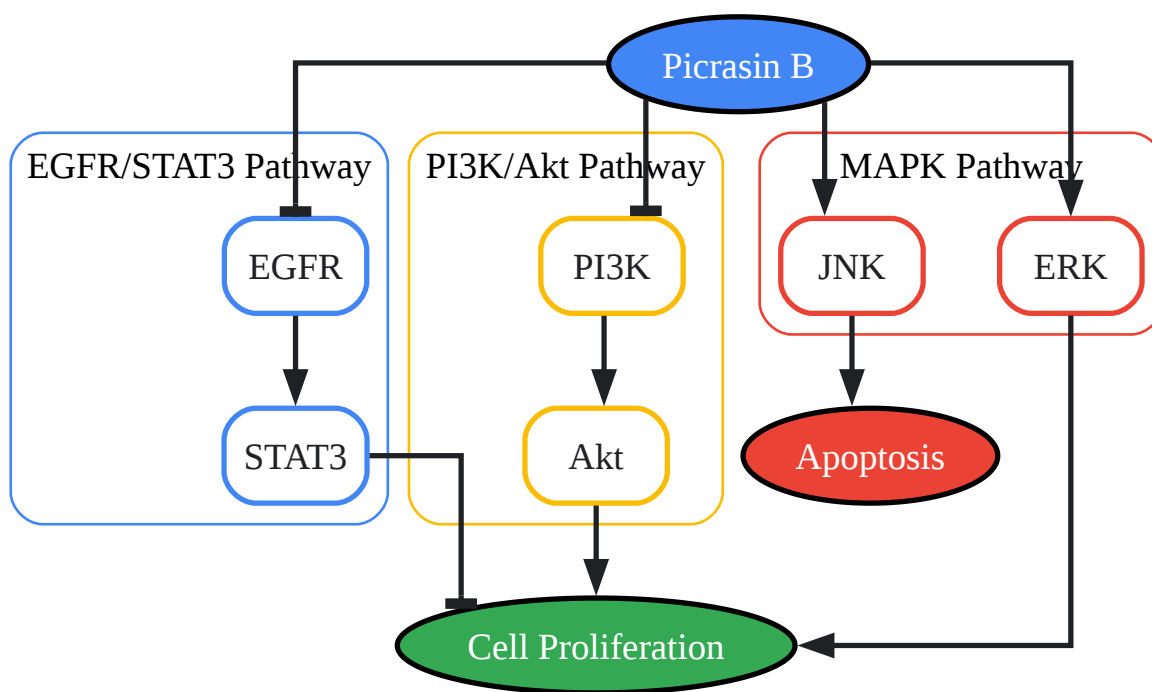 Picrasin B
EGFR/STAT3 Pathway
PI3K/Akt Pathway
MAPK Pathway
EGFR
PI3K
JNK
ERK
STAT3
Akt
Apoptosis
Cell Proliferation